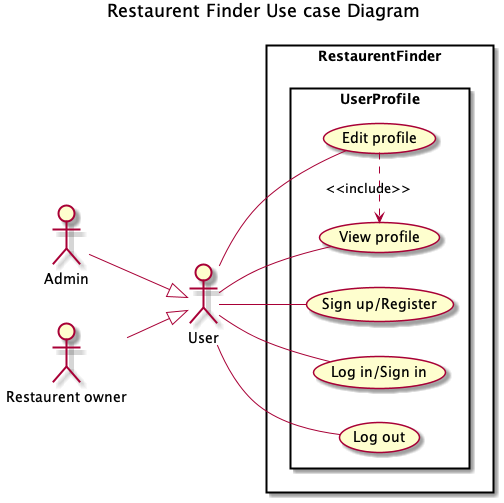 Restaurent Finder Use case Diagram
RestaurentFinder
UserProfile
Edit profile
<<include>>
View profile
Admin
Sign up/Register
User
Log in/Sign in
Restaurent owner
Log out